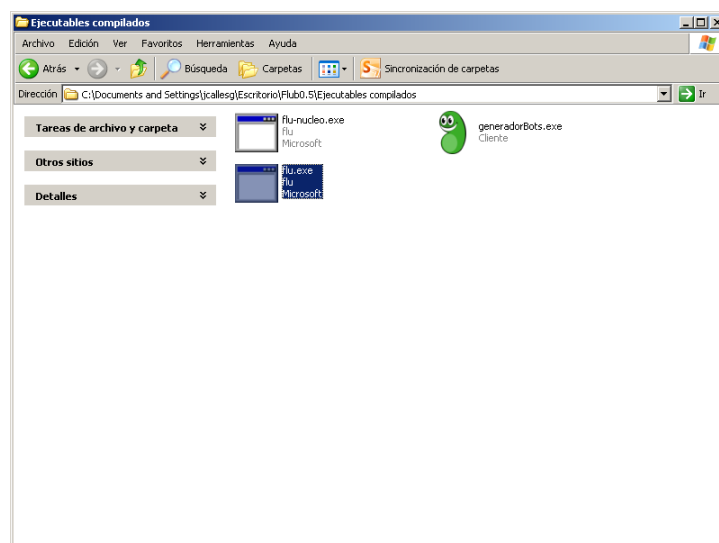 Ejecutables compilados
Archivo Edición Ver Favoritos Herramientas Ayuda
Atrás Búsqueda Carpetas Sincronización de carpetas
Dirección C:\Documents and Settings\jcallesg\Escritorio\Flub0.5\Ejecutables compilados Ir
Tareas de archivo y carpeta
Otros sitios
Detalles
flu-nucleo.exe
flu
Microsoft
generadorBots.exe
Cliente
flu.exe
flu
Microsoft